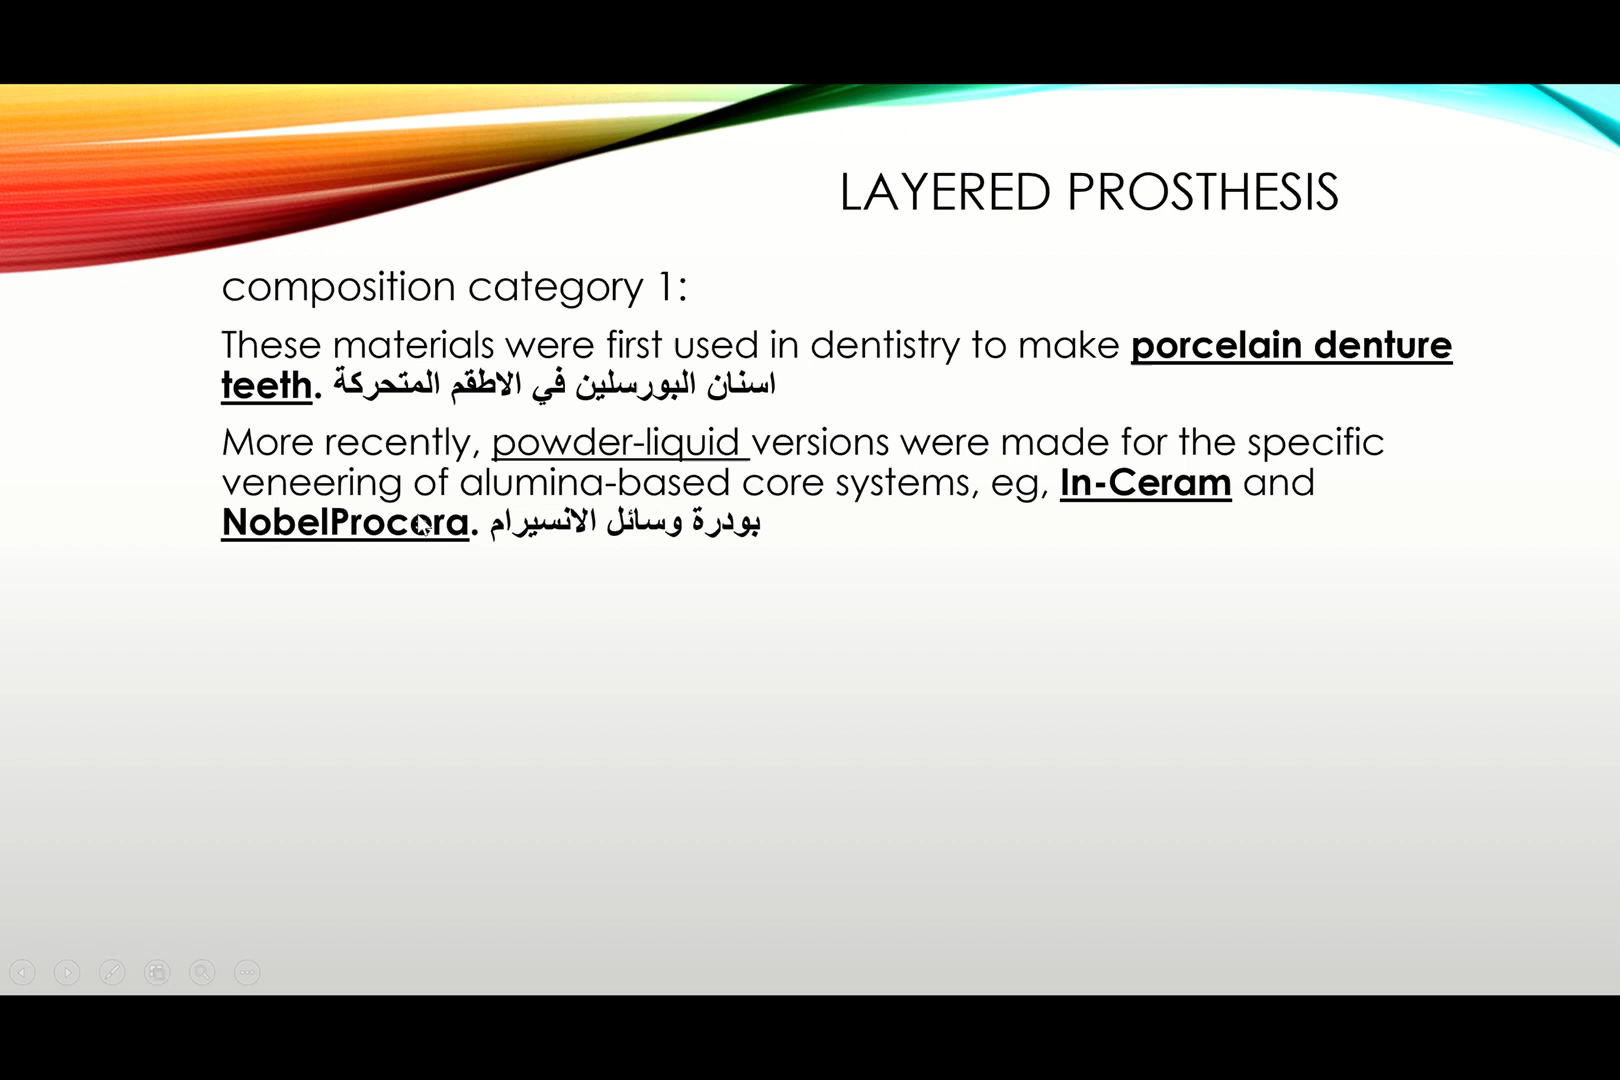 LAYERED PROSTHESIS
composition category 1:
These materials were first used in dentistry to make porcelain denture
teeth. اسنان البورسلين في الاطقم المتحركة
More recently, powder-liquid versions were made for the specific
veneering of alumina-based core systems, eg, In-Ceram and
NobelProcera. بودرة وسائل الانسيرام